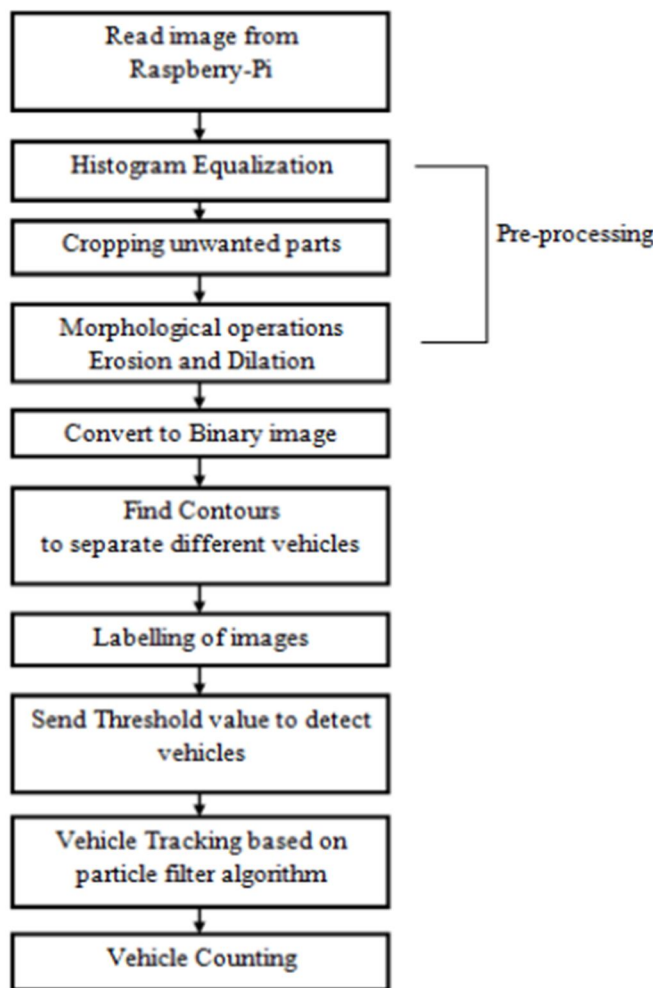 Read image from
Raspberry-Pi
Histogram Equalization
Pre-processing
Cropping unwanted parts
Morphological operations
Erosion and Dilation
Convert to Binary image
Find Contours
to separate different vehicles
Labelling of images
Send Threshold value to detect
vehicles
Vehicle Tracking based on
particle filter algorithm
Vehicle Counting